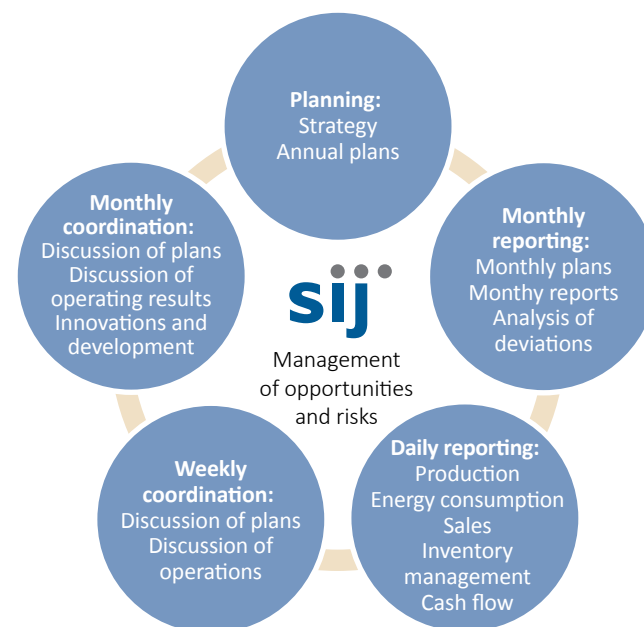 Planning:
Strategy
Annual plans
Monthly
reporting:
Monthly plans
Monthy reports
Analysis of
deviations
Daily reporting:
Production
Energy consumption
Sales
Inventory
management
Cash flow
Weekly
coordination:
Discussion of plans
Discussion of
operations
Monthly
coordination:
Discussion of plans
Discussion of
operating results
Innovations and
development
sij
Management
of opportunities
and risks